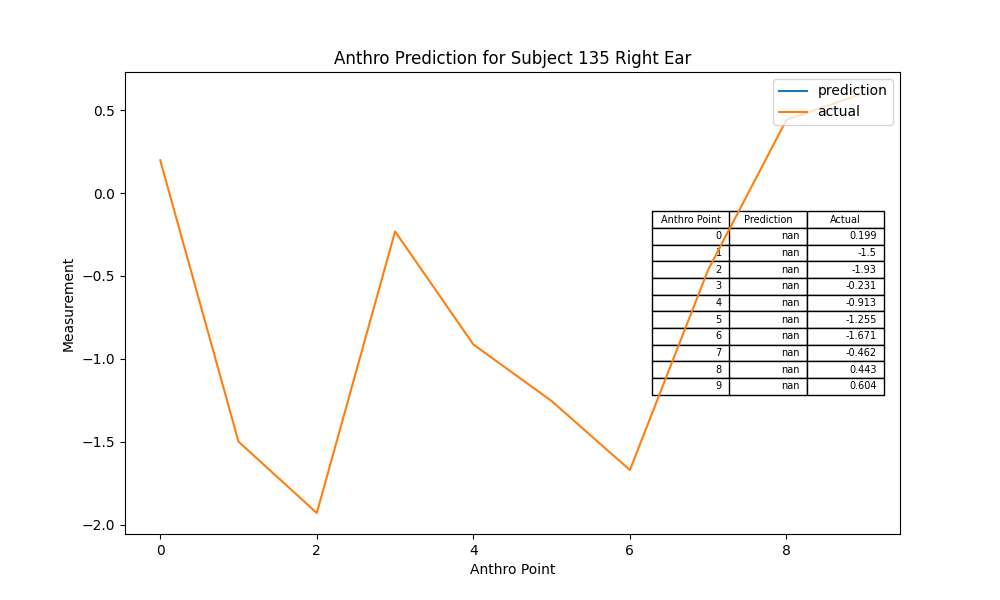 Anthro Prediction for Subject 135 Right Ear
prediction
actual
0.5
0.0
−0.5
−1.0
−1.5
−2.0
Measurement
Anthro Point Prediction Actual
0 nan 0.199
1 nan -1.5
2 nan -1.93
3 nan -0.231
4 nan -0.913
5 nan -1.255
6 nan -1.671
7 nan -0.462
8 nan 0.443
9 nan 0.604
0 2 4 6 8
Anthro Point